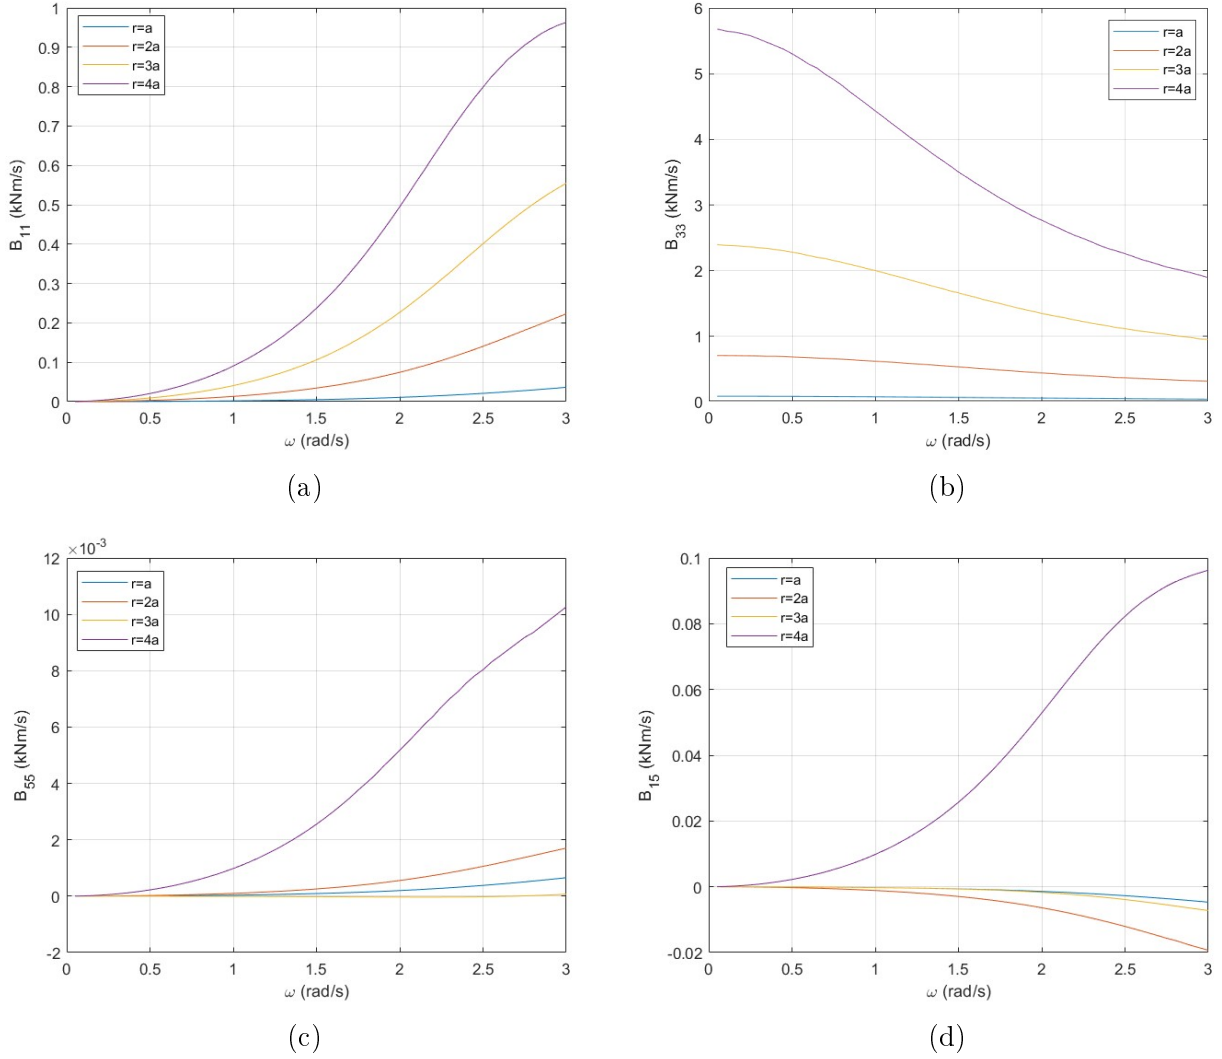 1
0.9
0.8
0.7
0.6
0.5
0.4
0.3
0.2
0.1
0
B₁₁ (kNm/s)
r=a
r=2a
r=3a
r=4a
0 0.5 1 1.5 2 2.5 3
ω (rad/s)
(a)
6
5
4
3
2
1
0
B₃₃ (kNm/s)
r=a
r=2a
r=3a
r=4a
0 0.5 1 1.5 2 2.5 3
ω (rad/s)
(b)
×10⁻³
12
10
8
6
4
2
0
-2
B₅₅ (kNm/s)
r=a
r=2a
r=3a
r=4a
0 0.5 1 1.5 2 2.5 3
ω (rad/s)
(c)
0.1
0.08
0.06
0.04
0.02
0
-0.02
B₁₅ (kNm/s)
r=a
r=2a
r=3a
r=4a
0 0.5 1 1.5 2 2.5 3
ω (rad/s)
(d)